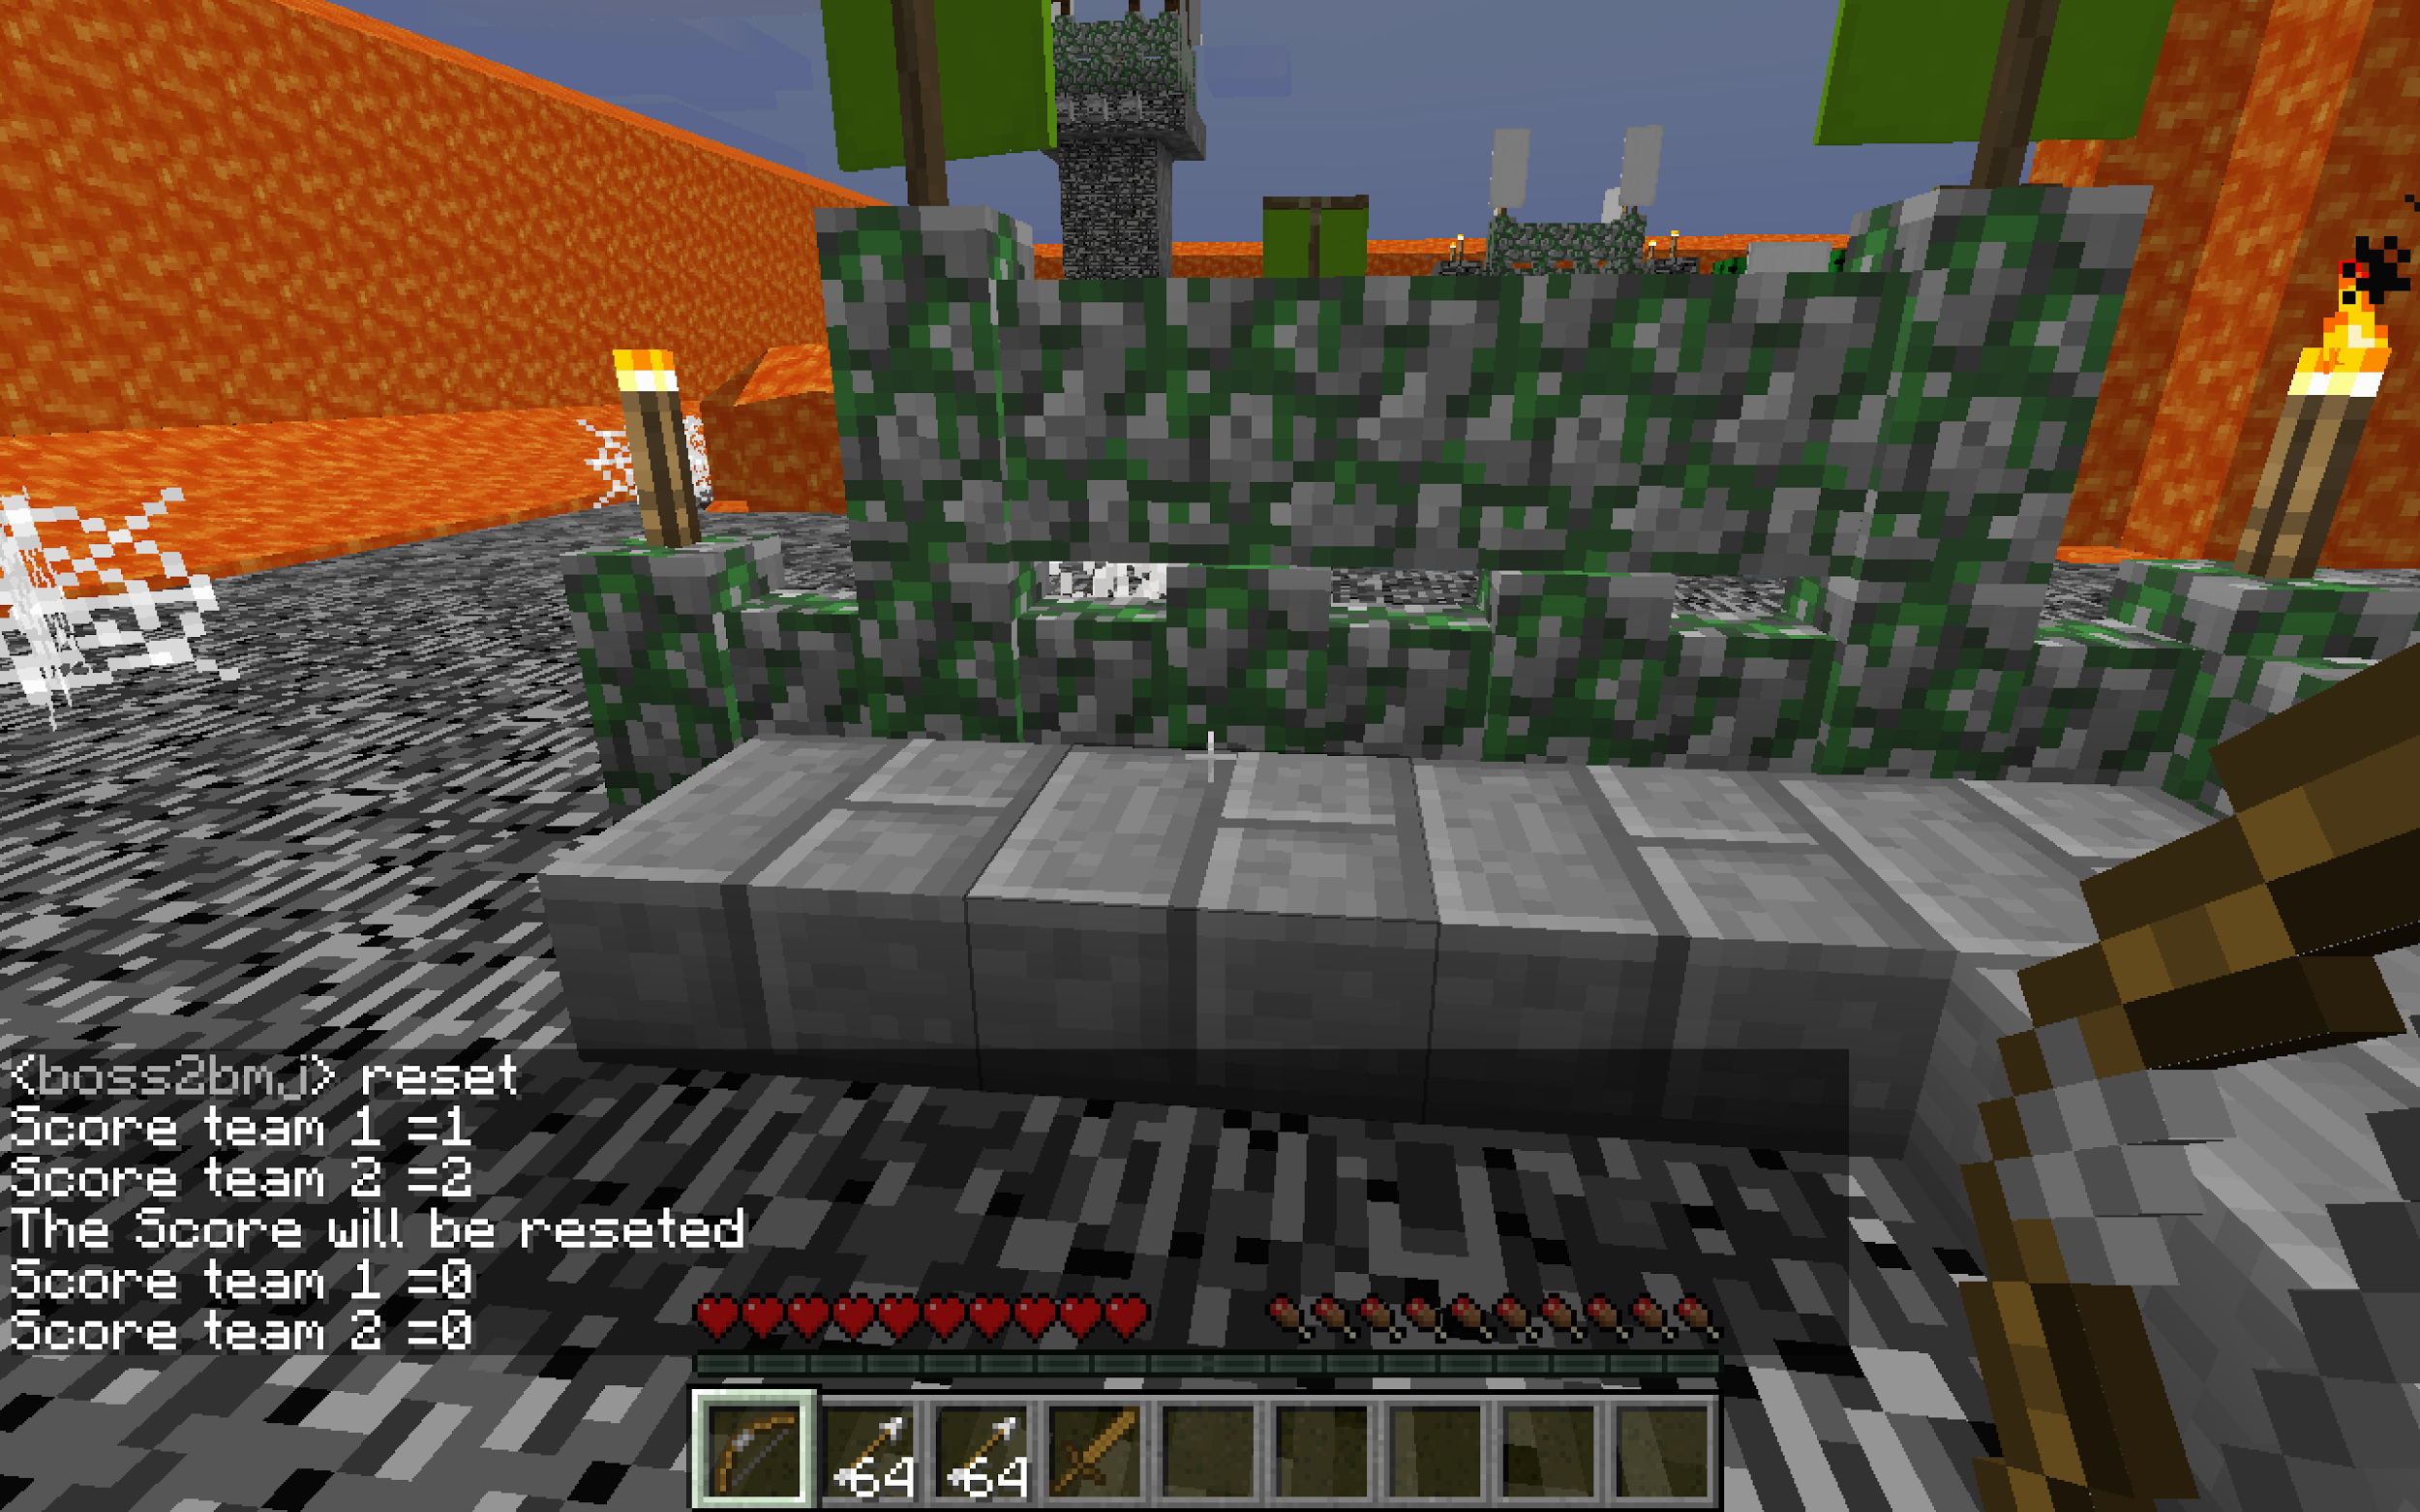 <boss2bmJ> reset
Score team 1 =1
Score team 2 =2
The Score will be reseted
Score team 1 =0
Score team 2 =0
64 64